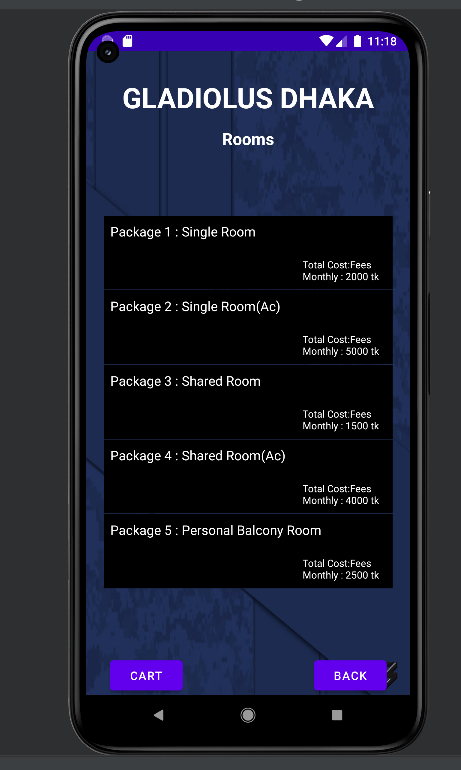 11:18
GLADIOLUS DHAKA
Rooms
Package 1 : Single Room
Total Cost:Fees
Monthly : 2000 tk
Package 2 : Single Room(Ac)
Total Cost:Fees
Monthly : 5000 tk
Package 3 : Shared Room
Total Cost:Fees
Monthly : 1500 tk
Package 4 : Shared Room(Ac)
Total Cost:Fees
Monthly : 4000 tk
Package 5 : Personal Balcony Room
Total Cost:Fees
Monthly : 2500 tk
CART
BACK